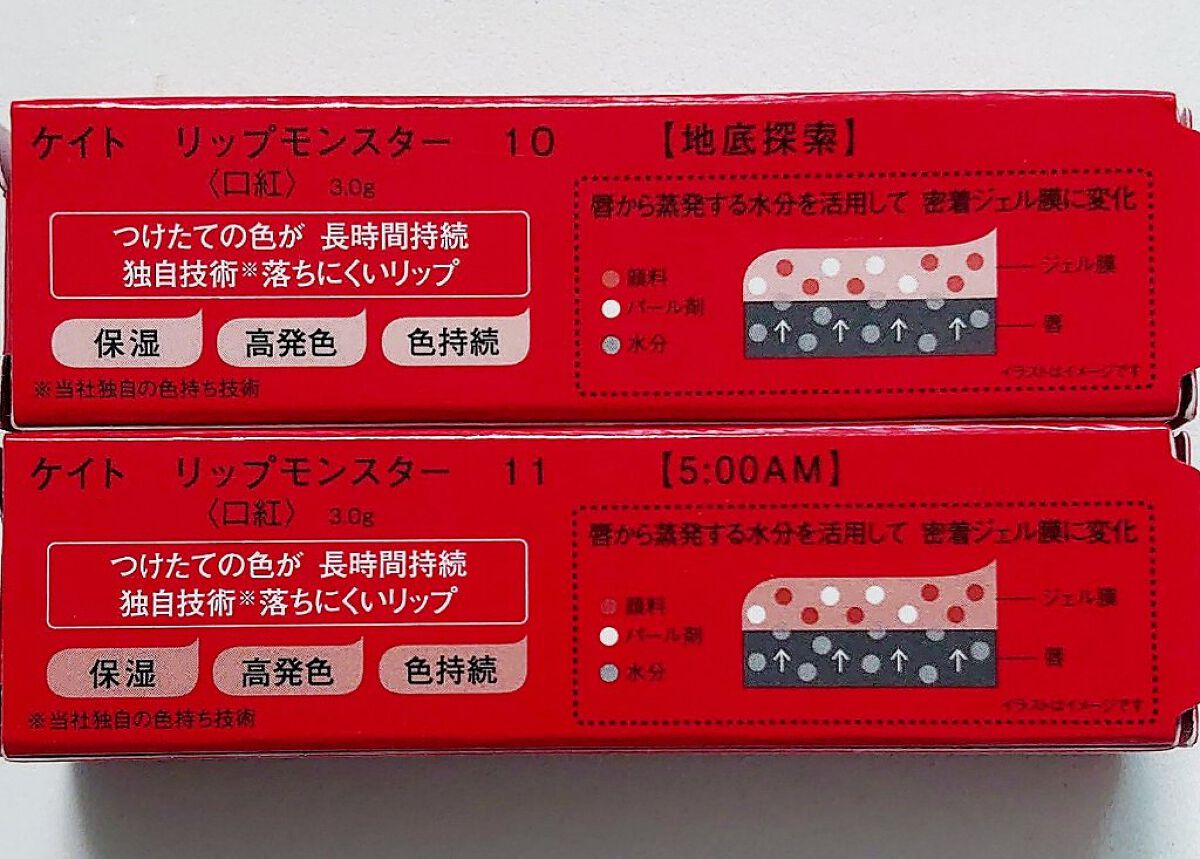 ケイト リップモンスター 10 【地底探索】
〈口紅〉 3.0g
つけたての色が 長時間持続
独自技術※落ちにくいリップ
保湿 高発色 色持続
※当社独自の色持ち技術
唇から蒸発する水分を活用して 密着ジェル膜に変化
顔料
パール剤
水分
ジェル膜
唇
イラストはイメージです
ケイト リップモンスター 11 【5:00AM】
〈口紅〉 3.0g
つけたての色が 長時間持続
独自技術※落ちにくいリップ
保湿 高発色 色持続
※当社独自の色持ち技術
唇から蒸発する水分を活用して 密着ジェル膜に変化
顔料
パール剤
水分
ジェル膜
唇
イラストはイメージです